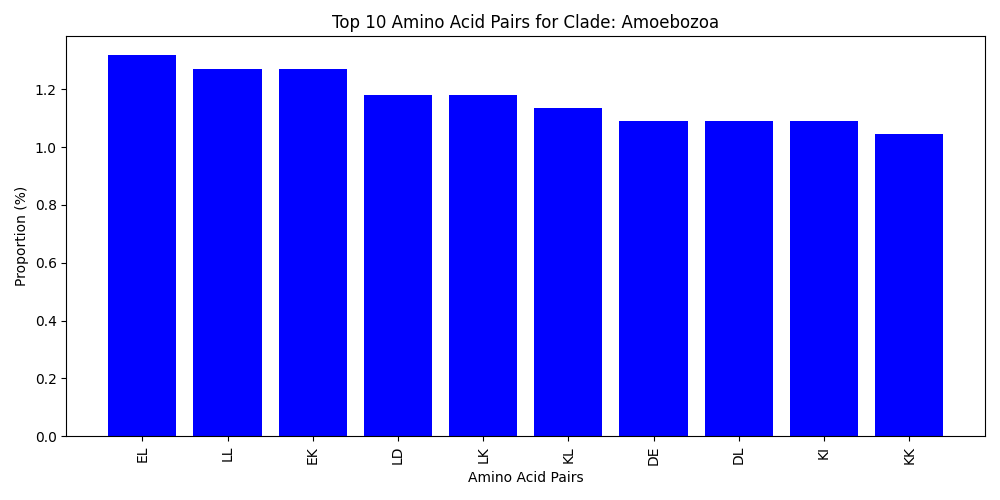 Top 10 Amino Acid Pairs for Clade: Amoebozoa
Proportion (%)
1.2
1.0
0.8
0.6
0.4
0.2
0.0
EL
LL
EK
LD
LK
KL
DE
DL
KI
KK
Amino Acid Pairs